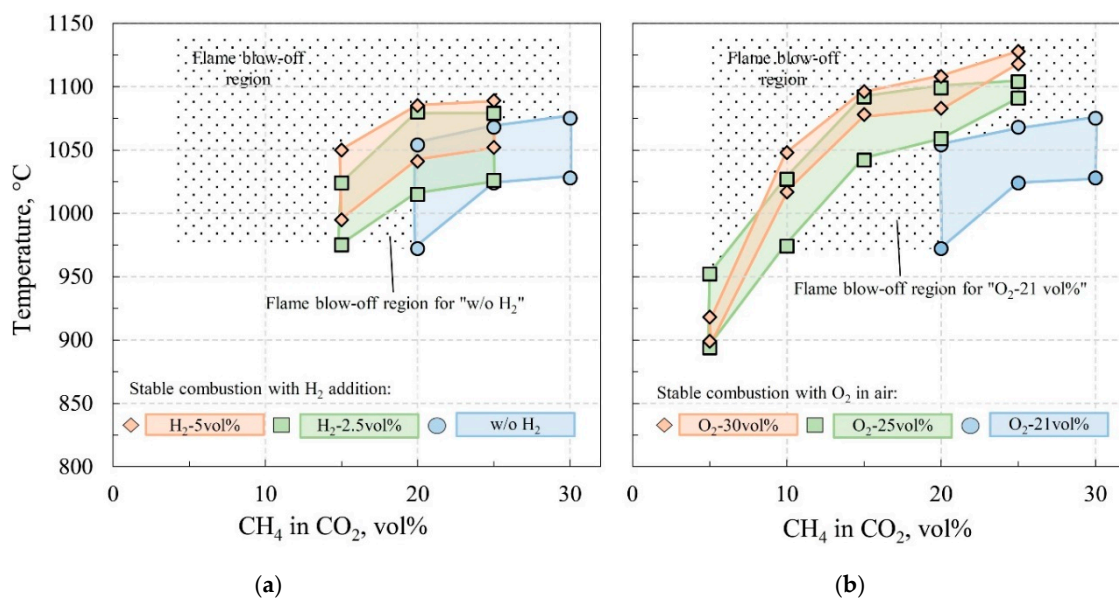 1150
1100
1050
1000
950
900
850
800
Temperature, °C
Flame blow-off
region
Flame blow-off region for "w/o H₂"
Stable combustion with H₂ addition:
H₂-5vol% H₂-2.5vol% w/o H₂
0 10 20 30
CH₄ in CO₂, vol%
(a)
Flame blow-off
region
Flame blow-off region for "O₂-21 vol%"
Stable combustion with O₂ in air:
O₂-30vol% O₂-25vol% O₂-21vol%
0 10 20 30
CH₄ in CO₂, vol%
(b)